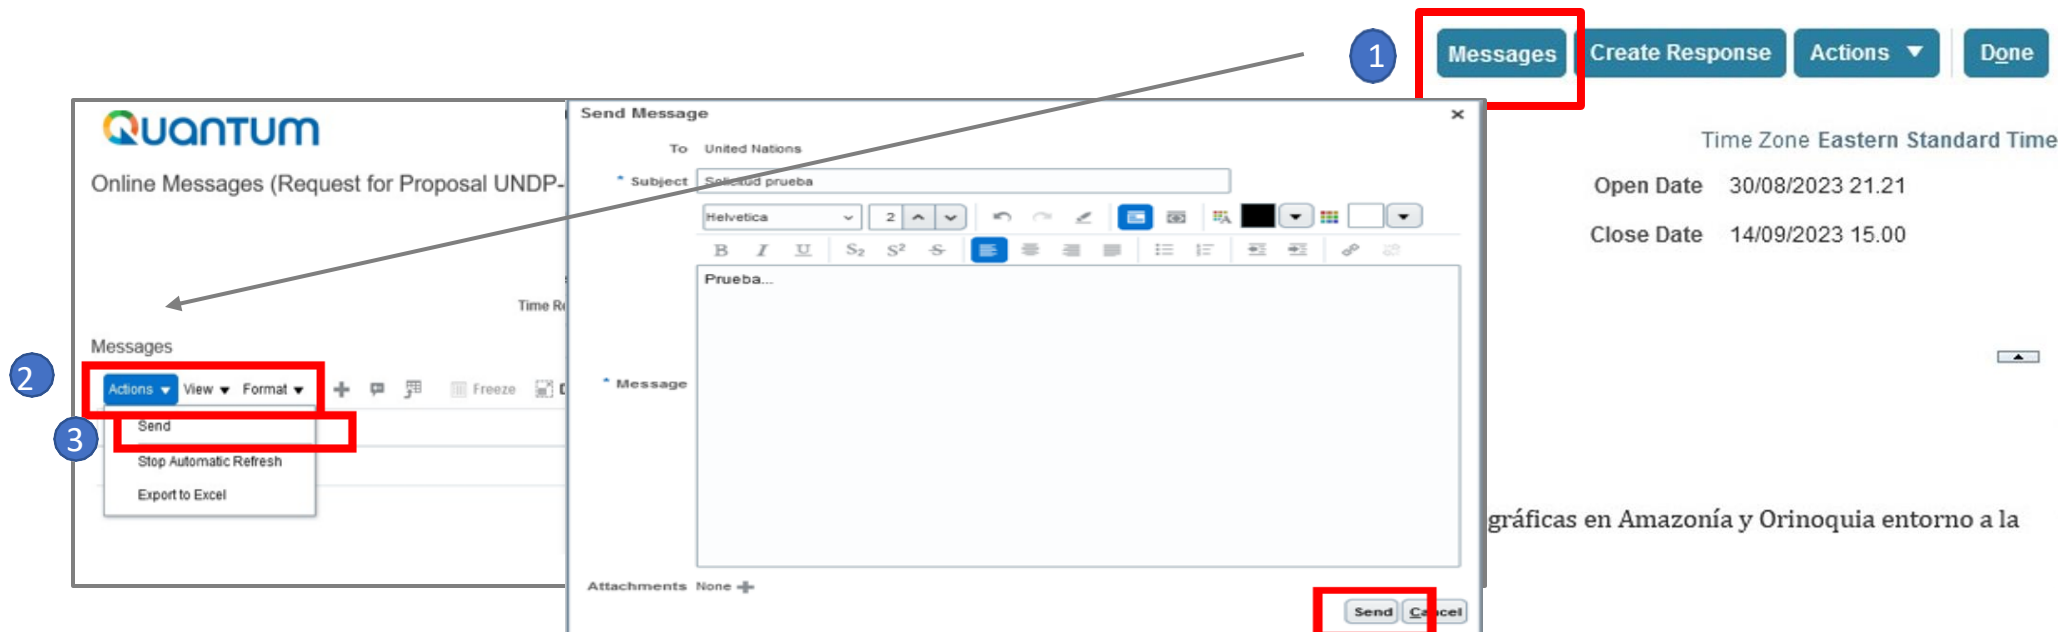 1
Messages
Create Response
Actions
Done
Time Zone Eastern Standard Time
Open Date 30/08/2023 21.21
Close Date 14/09/2023 15.00
QUANTUM
Online Messages (Request for Proposal UNDP-
Time Re
Messages
2
Actions View Format
Freeze
3
Send
Stop Automatic Refresh
Export to Excel
Send Message
To United Nations
* Subject Solicitud prueba
Helvetica 2
B I U S2 S2 S
* Message
Prueba...
Attachments None
Send Cancel
gráficas en Amazonía y Orinoquia entorno a la